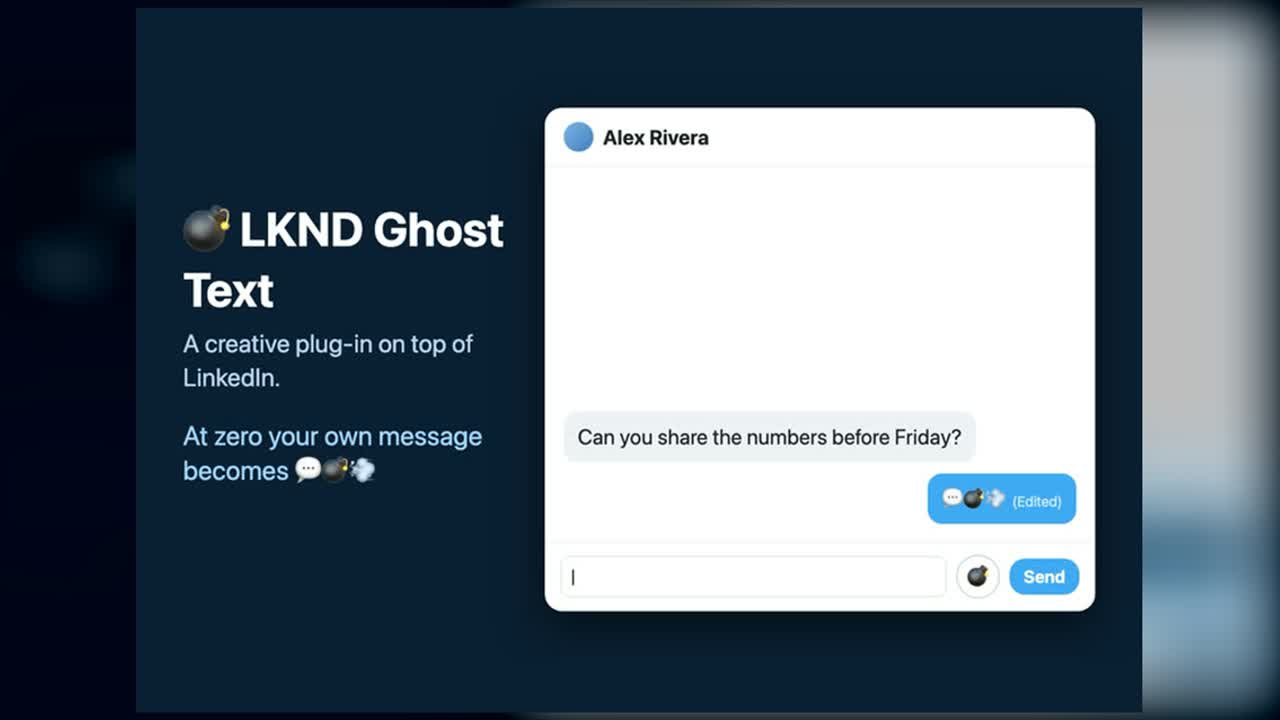 💣 LKND Ghost
Text
A creative plug-in on top of
LinkedIn.
At zero your own message
becomes 💬💣💨
Alex Rivera
Can you share the numbers before Friday?
💬💣💨 (Edited)
Send